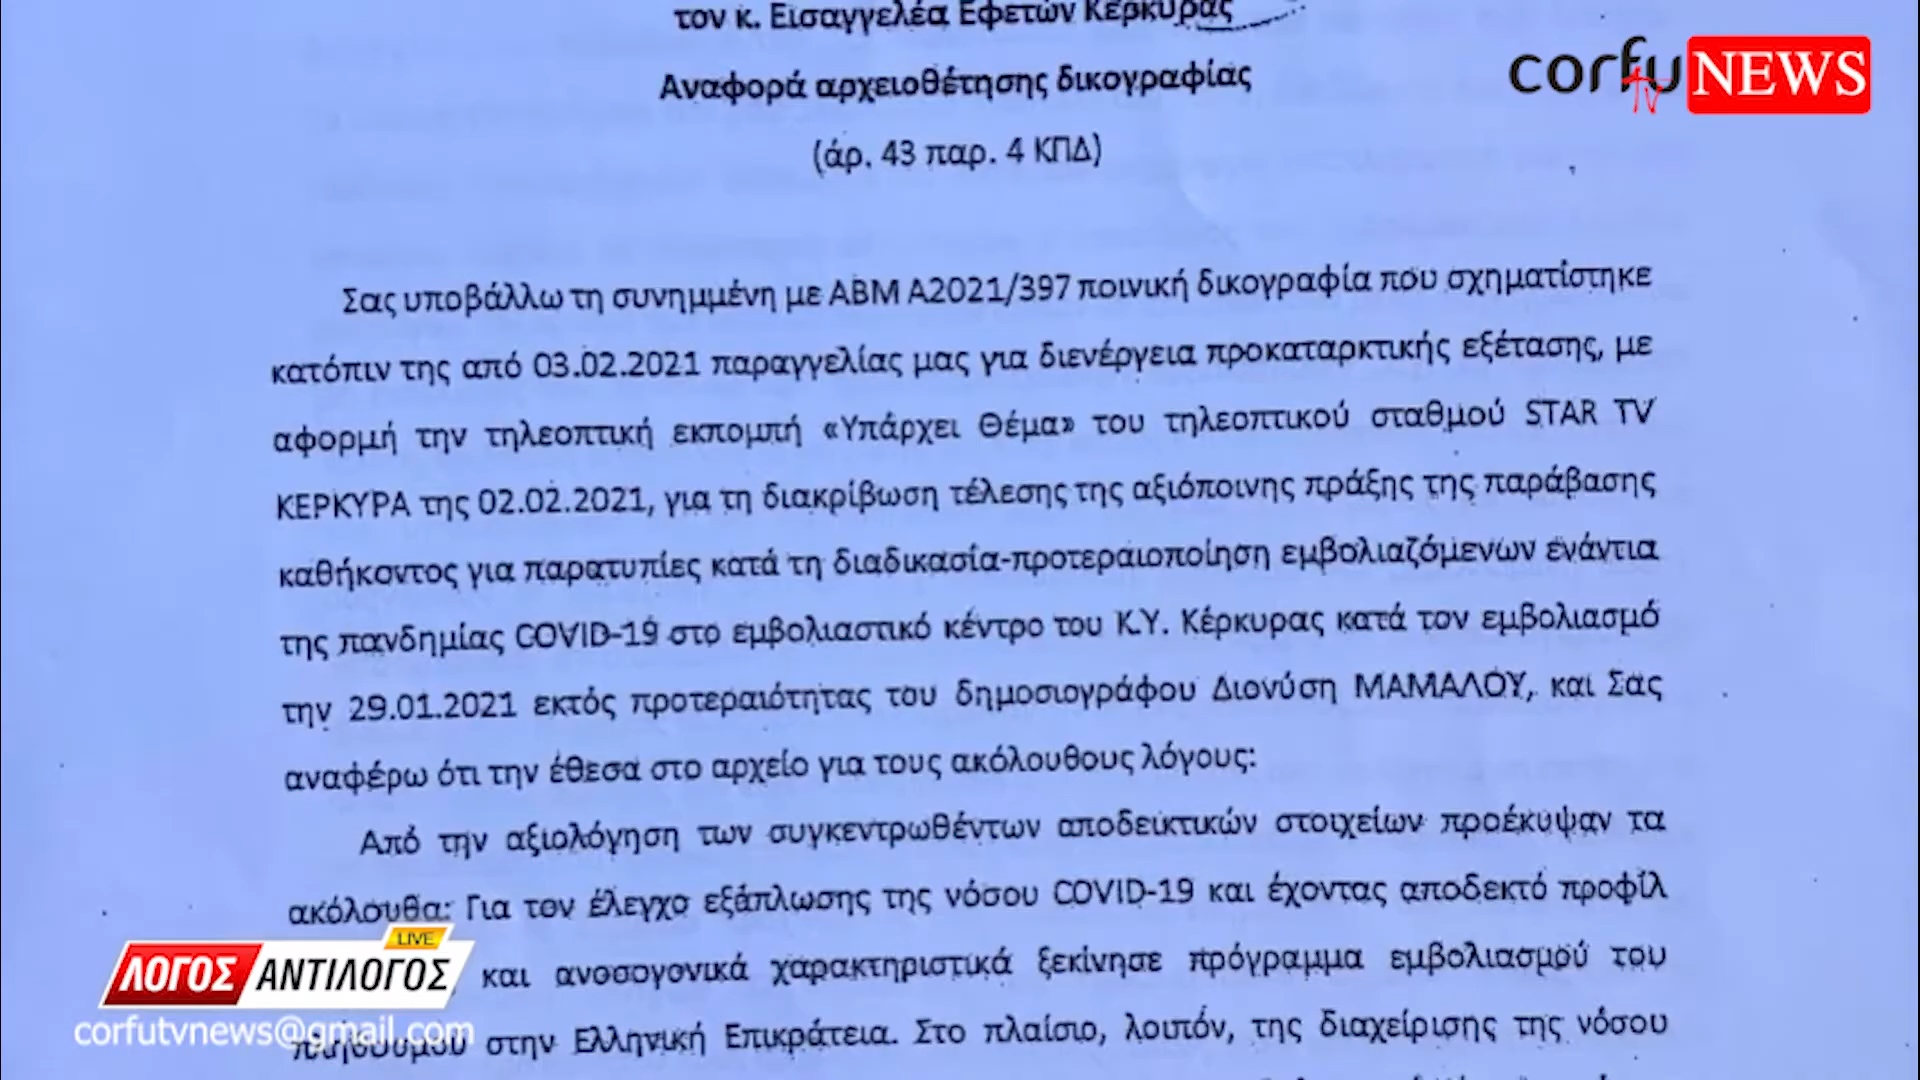 τον κ. Εισαγγελέα Εφετών Κέρκυρας
Αναφορά αρχειοθέτησης δικογραφίας
(άρ. 43 παρ. 4 ΚΠΔ)
corfu TV NEWS
Σας υποβάλλω τη συνημμένη με ΑΒΜ Α2021/397 ποινική δικογραφία που σχηματίστηκε
κατόπιν της από 03.02.2021 παραγγελίας μας για διενέργεια προκαταρκτικής εξέτασης, με
αφορμή την τηλεοπτική εκπομπή «Υπάρχει Θέμα» του τηλεοπτικού σταθμού STAR TV
ΚΕΡΚΥΡΑ της 02.02.2021, για τη διακρίβωση τέλεσης της αξιόποινης πράξης της παράβασης
καθήκοντος για παρατυπίες κατά τη διαδικασία-προτεραιοποίηση εμβολιαζόμενων ενάντια
της πανδημίας COVID-19 στο εμβολιαστικό κέντρο του Κ.Υ. Κέρκυρας κατά τον εμβολιασμό
την 29.01.2021 εκτός προτεραιότητας του δημοσιογράφου Διονύση ΜΑΜΑΛΟΥ, και Σας
αναφέρω ότι την έθεσα στο αρχείο για τους ακόλουθους λόγους:
Από την αξιολόγηση των συγκεντρωθέντων αποδεικτικών στοιχείων προέκυψαν τα
ακόλουθα: Για τον έλεγχο εξάπλωσης της νόσου COVID-19 και έχοντας αποδεκτό προφίλ
και ανοσογονικά χαρακτηριστικά ξεκίνησε πρόγραμμα εμβολιασμού του
πληθυσμού στην Ελληνική Επικράτεια. Στο πλαίσιο, λοιπόν, της διαχείρισης της νόσου
LIVE
ΛΟΓΟΣ ΑΝΤΙΛΟΓΟΣ
corfutvnews@gmail.com